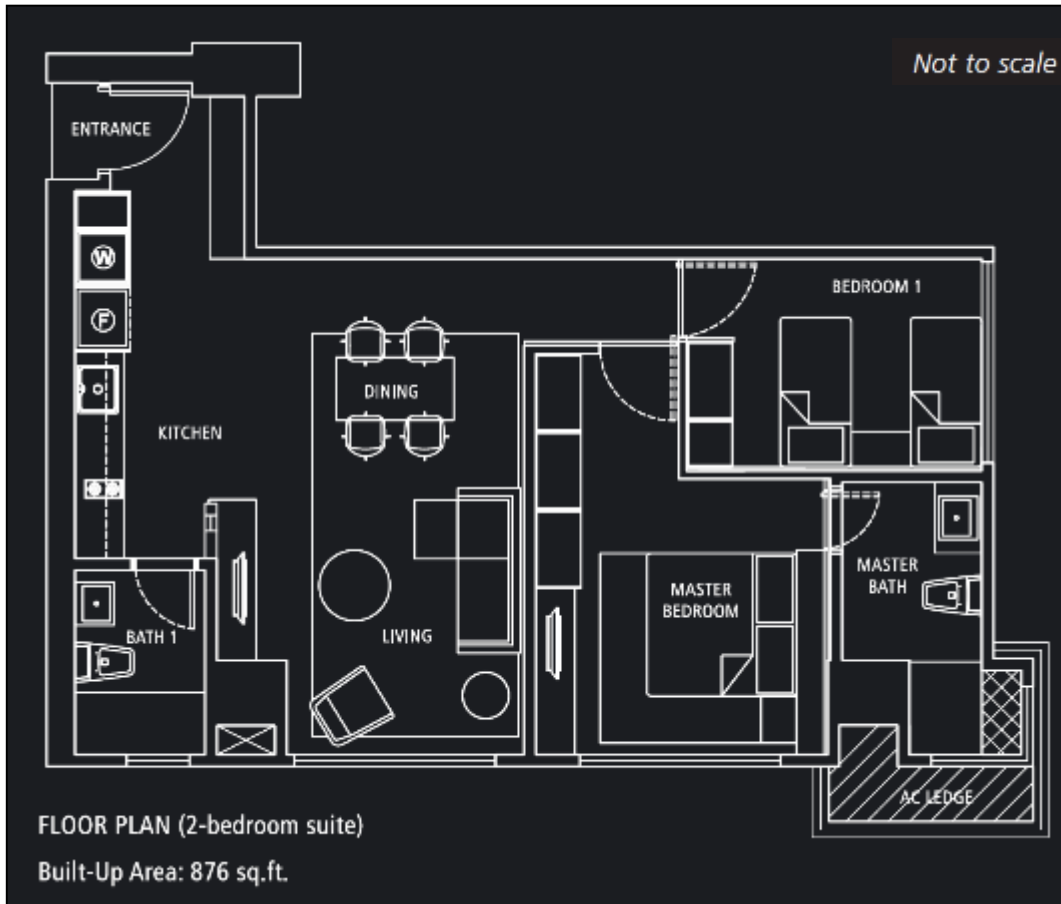 Not to scale
ENTRANCE
W
F
BEDROOM 1
DINING
KITCHEN
MASTER
BATH
MASTER
BEDROOM
BATH 1
LIVING
AC LEDGE
FLOOR PLAN (2-bedroom suite)
Built-Up Area: 876 sq.ft.